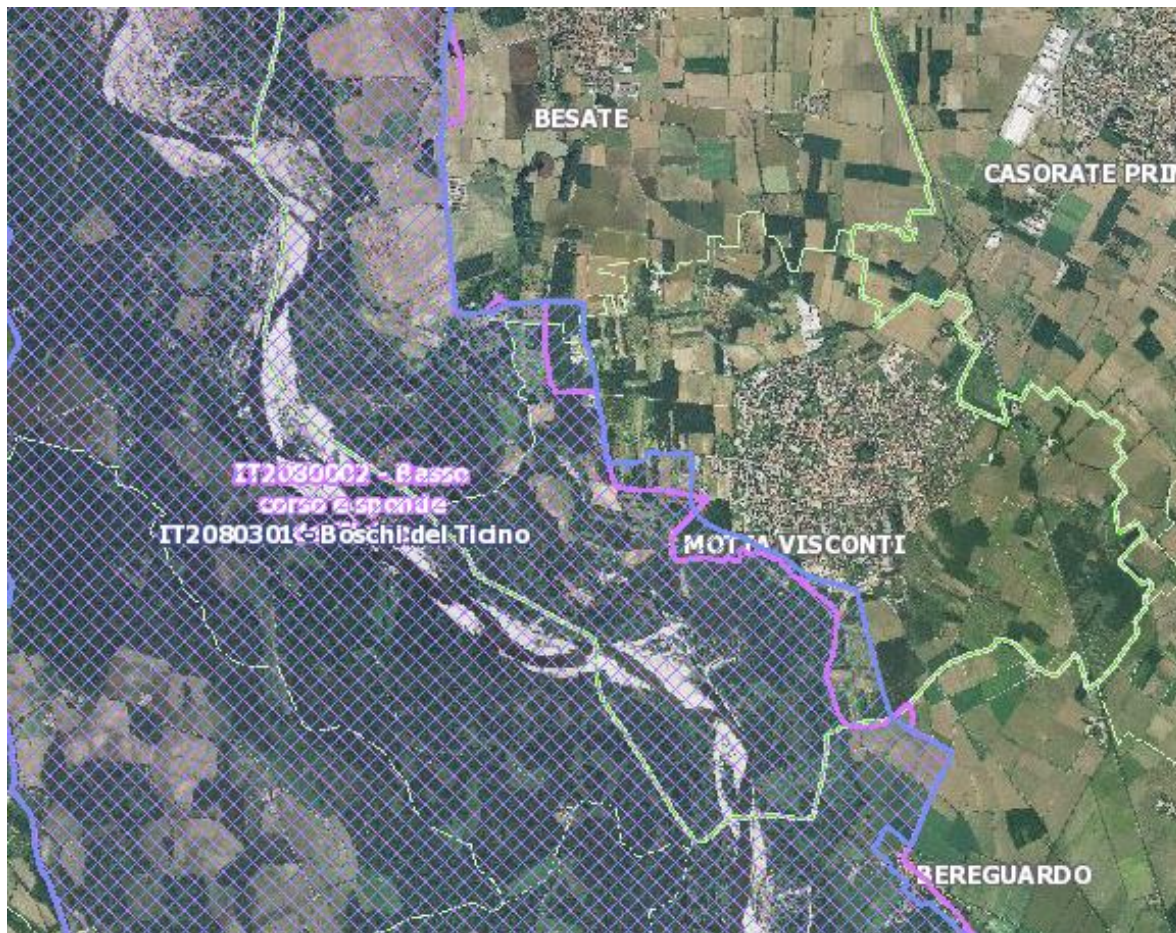 BESATE
CASORATE PRI
IT2080002 - Basso
corso e sponde
IT2080301 - Boschi del Ticino
MOTTA VISCONTI
BEREGUARDO